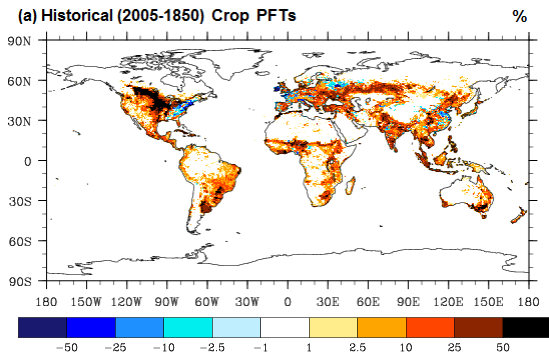 (a) Historical (2005-1850) Crop PFTs %
90N
60N
30N
0
30S
60S
90S
180 150W 120W 90W 60W 30W 0 30E 60E 90E 120E 150E 180
-50 -25 -10 -2.5 -1 1 2.5 10 25 50